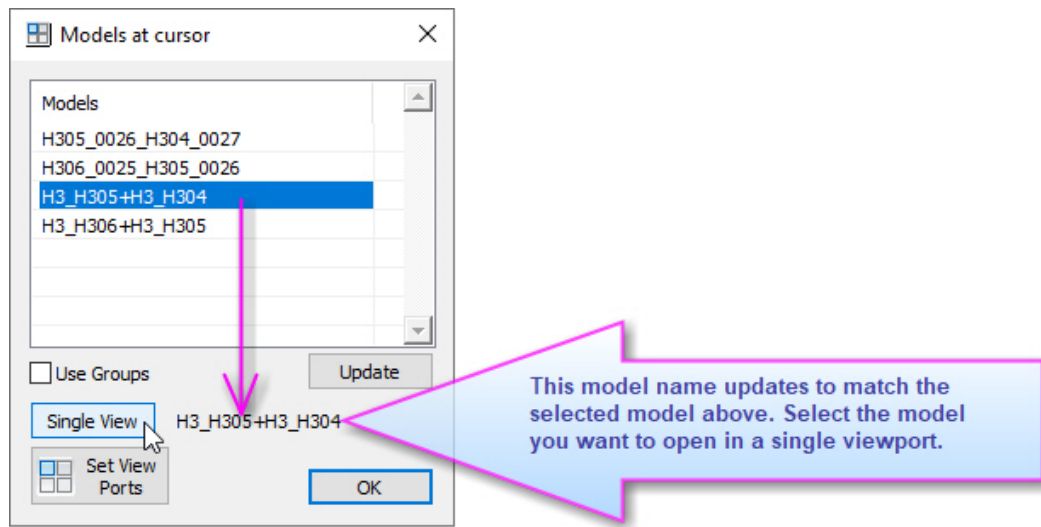 Models at cursor
Models
H305_0026_H304_0027
H306_0025_H305_0026
H3_H305+H3_H304
H3_H306+H3_H305
Use Groups
Update
Single View
H3_H305+H3_H304
Set View
Ports
OK
This model name updates to match the
selected model above. Select the model
you want to open in a single viewport.